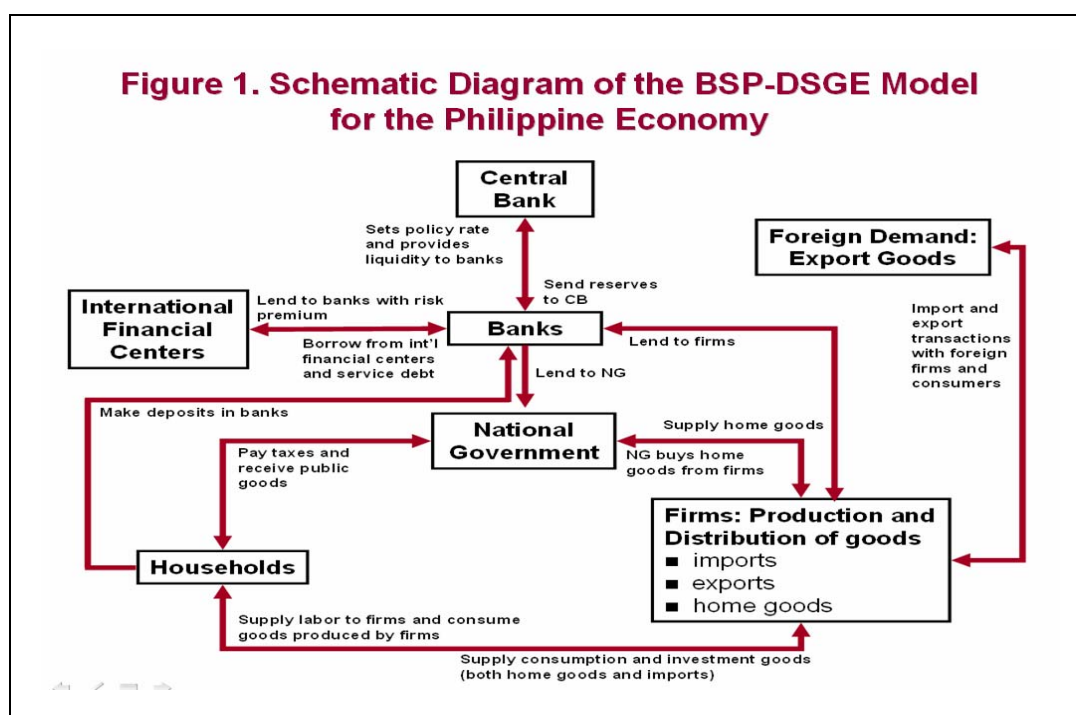 Figure 1. Schematic Diagram of the BSP-DSGE Model
for the Philippine Economy
Central
Bank
Sets policy rate
and provides
liquidity to banks
Send reserves
to CB
Foreign Demand:
Export Goods
International
Financial
Centers
Lend to banks with risk
premium
Borrow from int'l
financial centers
and service debt
Banks
Lend to firms
Lend to NG
Import and
export
transactions
with foreign
firms and
consumers
Make deposits in banks
National
Government
Supply home goods
NG buys home
goods from firms
Pay taxes and
receive public
goods
Firms: Production and
Distribution of goods
■ imports
■ exports
■ home goods
Households
Supply labor to firms and consume
goods produced by firms
Supply consumption and investment goods
(both home goods and imports)